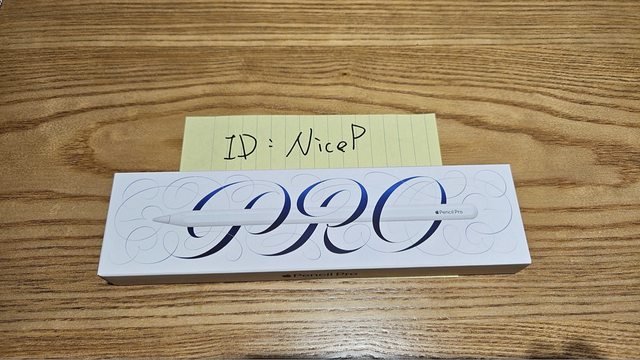 ID: NiceP
PRO
Pencil Pro
Pencil Pro